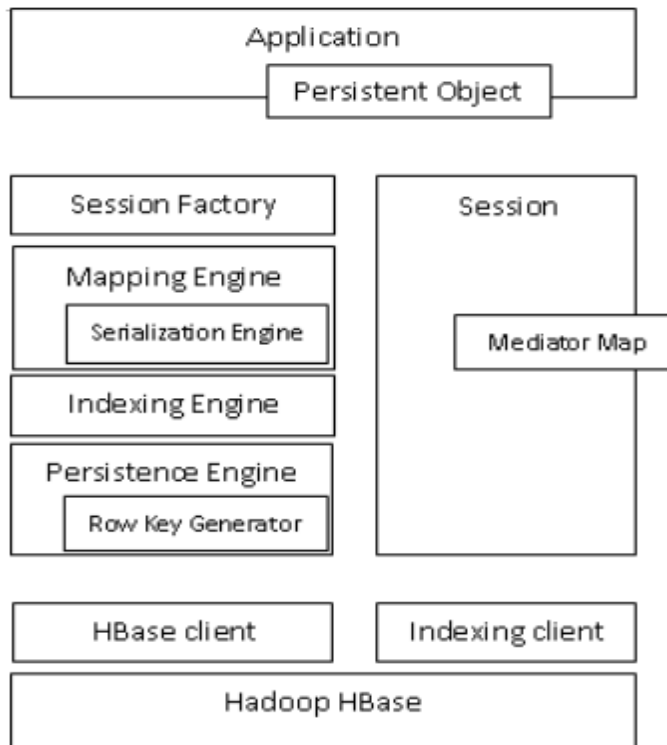 Application
Persistent Object
Session Factory
Session
Mapping Engine
Serialization Engine
Mediator Map
Indexing Engine
Persistence Engine
Row Key Generator
HBase client
Indexing client
Hadoop HBase